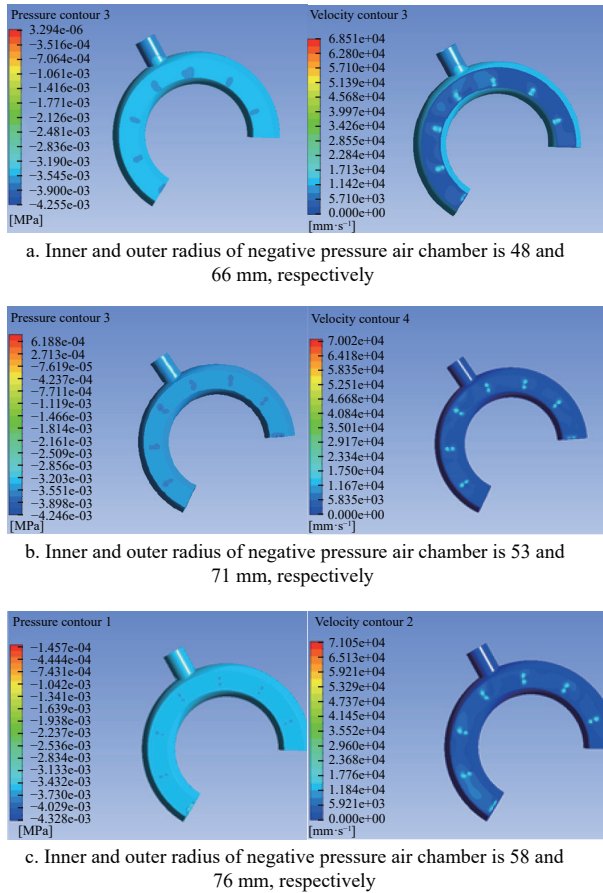 Pressure contour 3
3.294e-06
−3.516e-04
−7.064e-04
−1.061e-03
−1.416e-03
−1.771e-03
−2.126e-03
−2.481e-03
−2.836e-03
−3.190e-03
−3.545e-03
−3.900e-03
−4.255e-03
[MPa]
Velocity contour 3
6.851e+04
6.280e+04
5.710e+04
5.139e+04
4.568e+04
3.997e+04
3.426e+04
2.855e+04
2.284e+04
1.713e+04
1.142e+04
5.710e+03
0.000e+00
[mm·s⁻¹]
a. Inner and outer radius of negative pressure air chamber is 48 and
66 mm, respectively
Pressure contour 3
6.188e-04
2.713e-04
−7.619e-05
−4.237e-04
−7.711e-04
−1.119e-03
−1.466e-03
−1.814e-03
−2.161e-03
−2.509e-03
−2.856e-03
−3.203e-03
−3.551e-03
−3.898e-03
−4.246e-03
[MPa]
Velocity contour 4
7.002e+04
6.418e+04
5.835e+04
5.251e+04
4.668e+04
4.084e+04
3.501e+04
2.917e+04
2.334e+04
1.750e+04
1.167e+04
5.835e+03
0.000e+00
[mm·s⁻¹]
b. Inner and outer radius of negative pressure air chamber is 53 and
71 mm, respectively
Pressure contour 1
−1.457e-04
−4.444e-04
−7.431e-04
−1.042e-03
−1.341e-03
−1.639e-03
−1.938e-03
−2.237e-03
−2.536e-03
−2.834e-03
−3.133e-03
−3.432e-03
−3.730e-03
−4.029e-03
−4.328e-03
[MPa]
Velocity contour 2
7.105e+04
6.513e+04
5.921e+04
5.329e+04
4.737e+04
4.145e+04
3.552e+04
2.960e+04
2.368e+04
1.776e+04
1.184e+04
5.921e+03
0.000e+00
[mm·s⁻¹]
c. Inner and outer radius of negative pressure air chamber is 58 and
76 mm, respectively